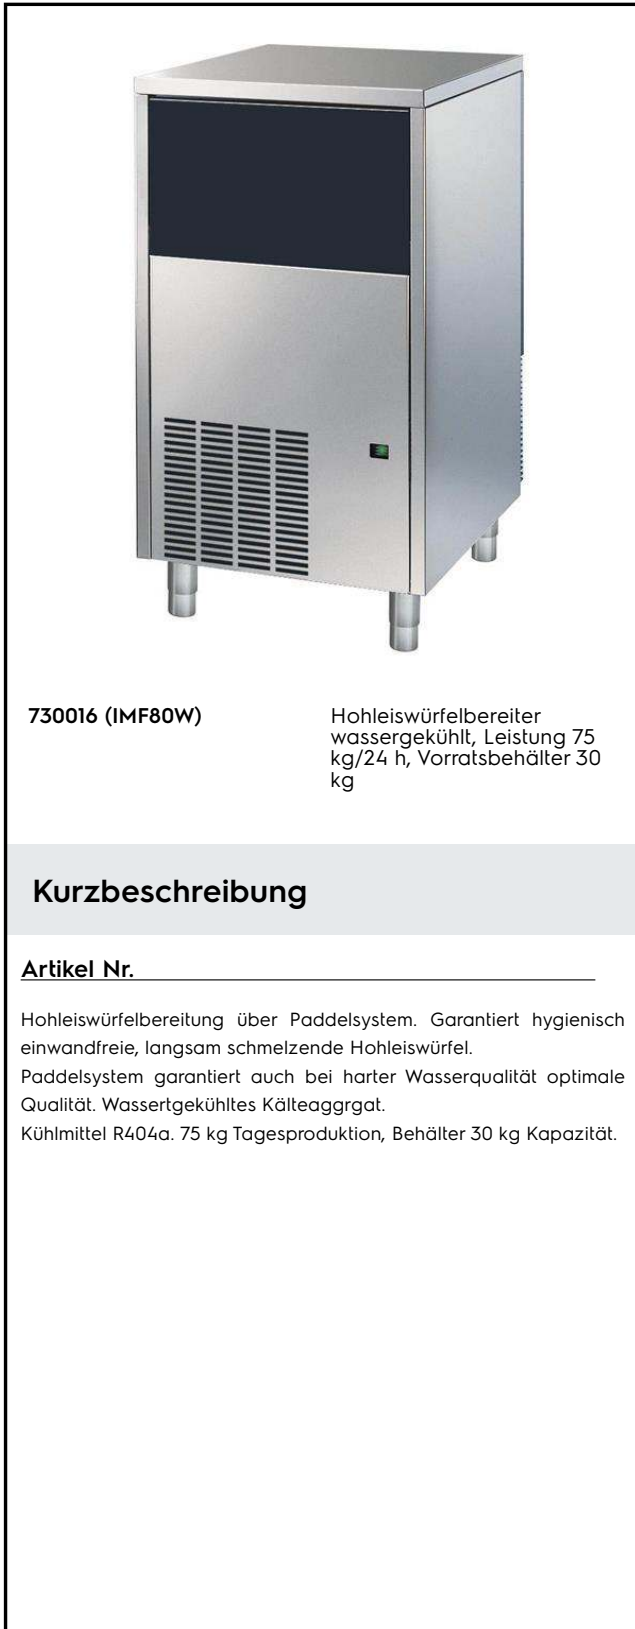 730016 (IMF80W)
Hohleiswürfelbereiter
wassergekühlt, Leistung 75
kg/24 h, Vorratsbehälter 30
kg
Kurzbeschreibung
Artikel Nr.
Hohleiswürfelbereitung über Paddelsystem. Garantiert hygienisch
einwandfreie, langsam schmelzende Hohleiswürfel.
Paddelsystem garantiert auch bei harter Wasserqualität optimale
Qualität. Wassertgekühltes Kälteaggrgat.
Kühlmittel R404a. 75 kg Tagesproduktion, Behälter 30 kg Kapazität.